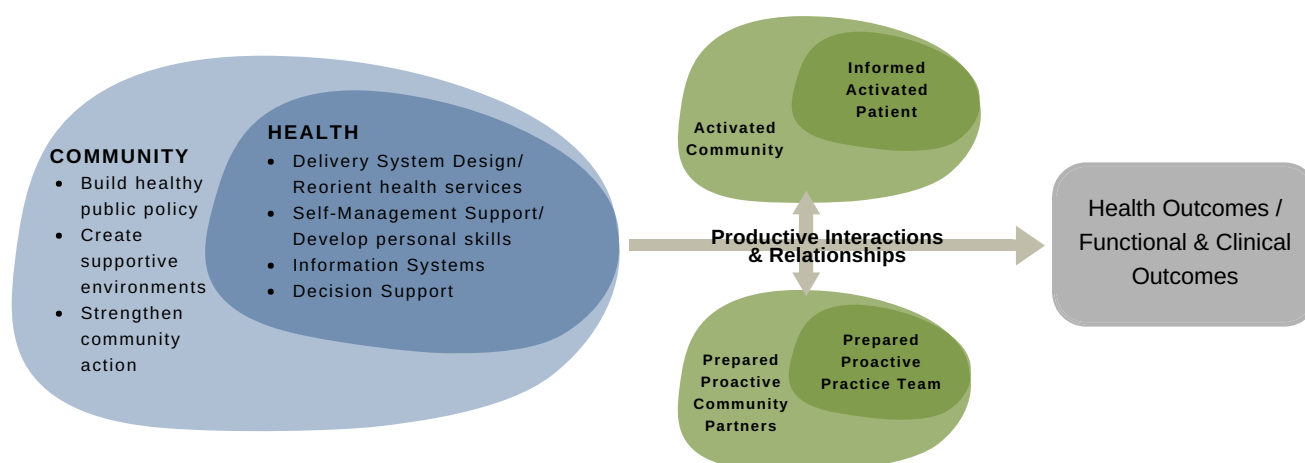 COMMUNITY
• Build healthy
public policy
• Create
supportive
environments
• Strengthen
community
action
HEALTH
• Delivery System Design/
Reorient health services
• Self-Management Support/
Develop personal skills
• Information Systems
• Decision Support
Activated
Community
Informed
Activated
Patient
Productive Interactions
& Relationships
Prepared
Proactive
Community
Partners
Prepared
Proactive
Practice Team
Health Outcomes /
Functional & Clinical
Outcomes